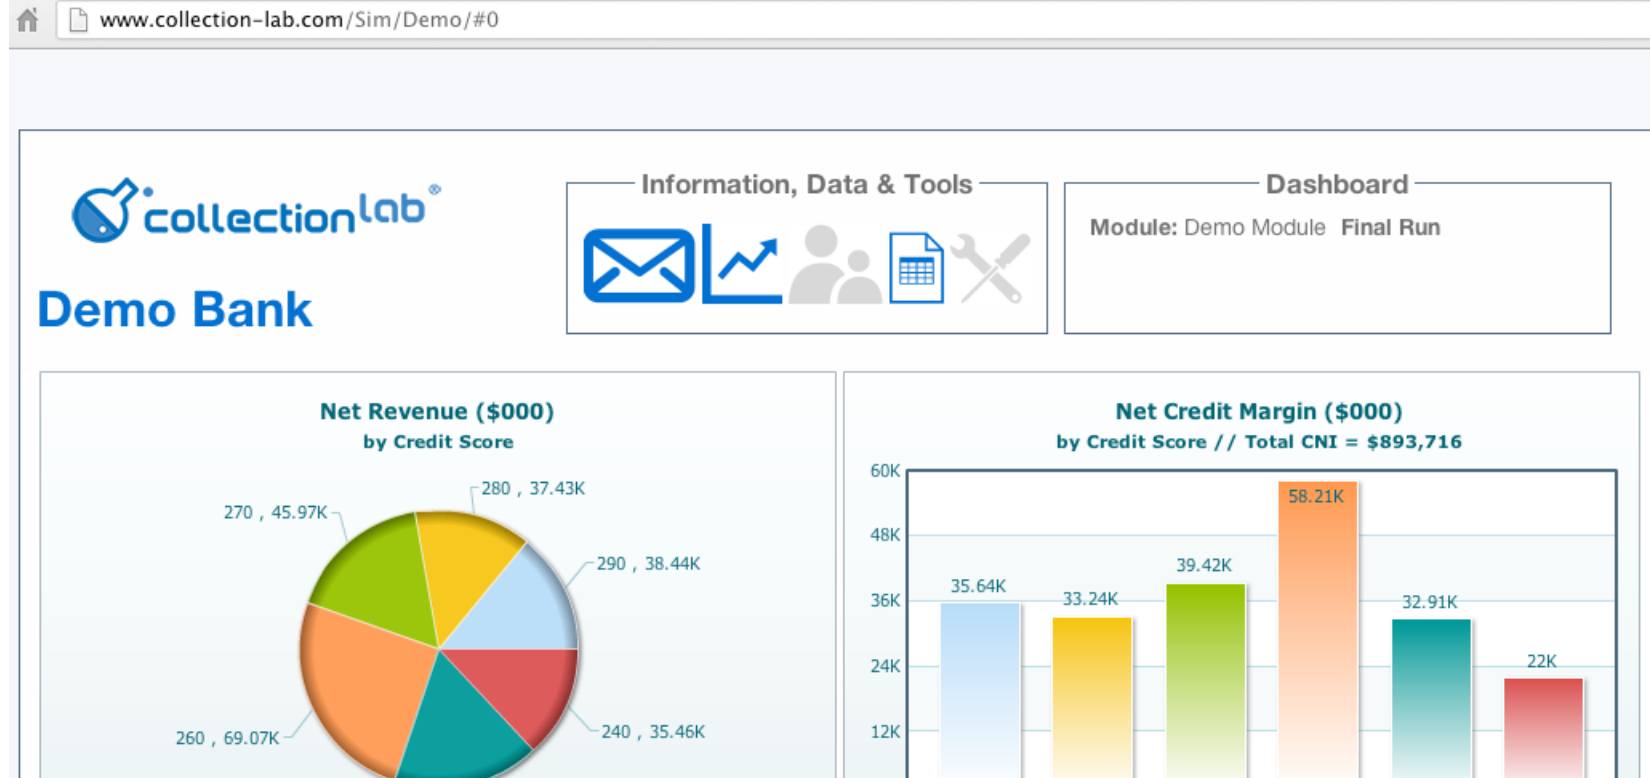 www.collection-lab.com/Sim/Demo/#0
collectionlab®
Demo Bank
Information, Data & Tools
Dashboard
Module: Demo Module Final Run
Net Revenue ($000)
by Credit Score
280 , 37.43K
270 , 45.97K
290 , 38.44K
260 , 69.07K
240 , 35.46K
Net Credit Margin ($000)
by Credit Score // Total CNI = $893,716
60K
48K
36K
24K
12K
35.64K
33.24K
39.42K
58.21K
32.91K
22K